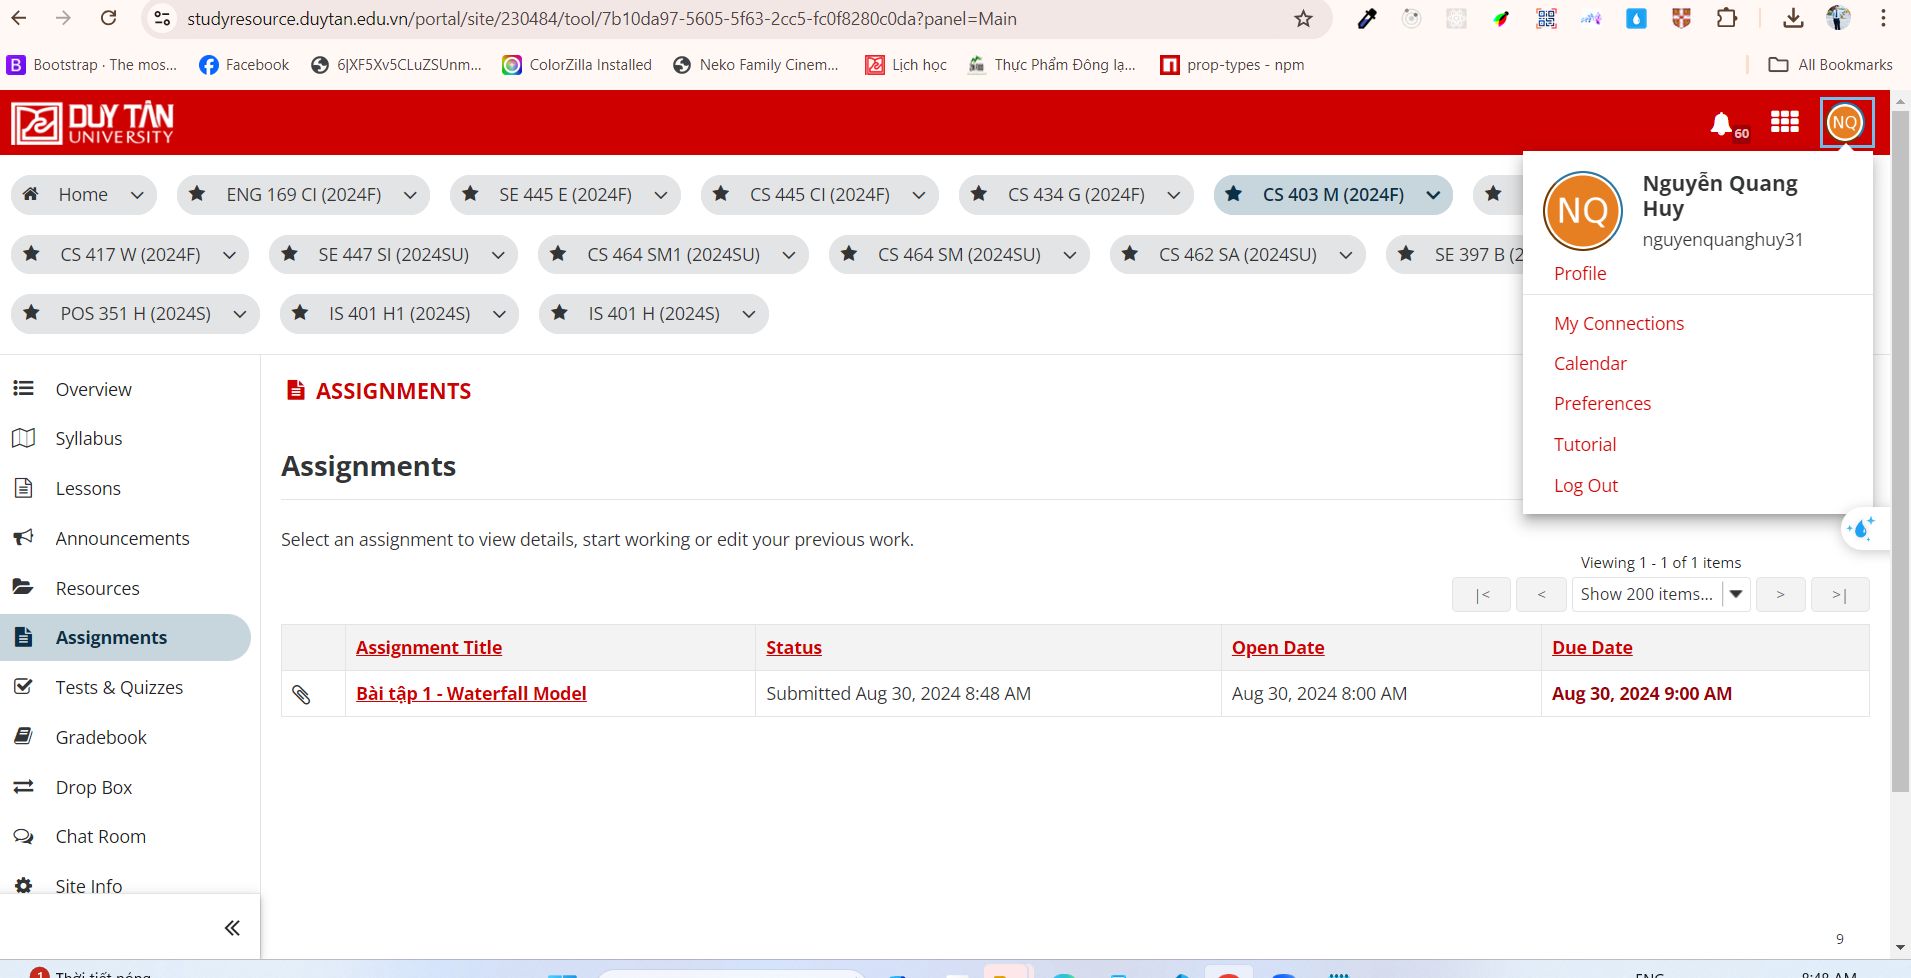 studyresource.duytan.edu.vn/portal/site/230484/tool/7b10da97-5605-5f63-2cc5-fc0f8280c0da?panel=Main
Bootstrap · The mos... Facebook 6|XF5Xv5CLuZSUnm... ColorZilla Installed Neko Family Cinem... Lịch học Thực Phẩm Đông lạ... prop-types - npm All Bookmarks
DUY TÂN
UNIVERSITY
60
NQ
Home ENG 169 CI (2024F) SE 445 E (2024F) CS 445 CI (2024F) CS 434 G (2024F) CS 403 M (2024F)
CS 417 W (2024F) SE 447 SI (2024SU) CS 464 SM1 (2024SU) CS 464 SM (2024SU) CS 462 SA (2024SU) SE 397 B (2
POS 351 H (2024S) IS 401 H1 (2024S) IS 401 H (2024S)
NQ
Nguyễn Quang
Huy
nguyenquanghuy31
Profile
My Connections
Calendar
Preferences
Tutorial
Log Out
Overview
Syllabus
Lessons
Announcements
Resources
Assignments
Tests & Quizzes
Gradebook
Drop Box
Chat Room
Site Info
ASSIGNMENTS
Assignments
Select an assignment to view details, start working or edit your previous work.
Viewing 1 - 1 of 1 items
|< < Show 200 items... > >|
Assignment Title Status Open Date Due Date
Bài tập 1 - Waterfall Model Submitted Aug 30, 2024 8:48 AM Aug 30, 2024 8:00 AM Aug 30, 2024 9:00 AM
9
1 Thời tiết nóng
ENG
8:48 AM